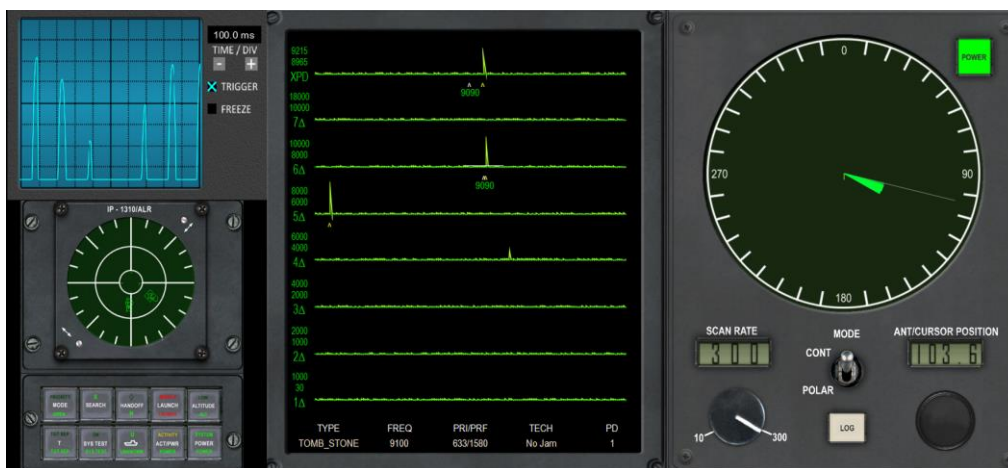 100.0 ms
TIME / DIV
- +
X TRIGGER
FREEZE
IP - 1310/ALR
MODE
SEARCH
HANDOFF
LAUNCH
ALTITUDE
T
SYS TEST
ACT/PWR
POWER
9215
8965
XPD
9090
18000
10000
7Δ
10000
8000
6Δ
9090
8000
6000
5Δ
6000
4000
4Δ
4000
2000
3Δ
2000
1000
2Δ
1000
30
1Δ
TYPE FREQ PRI/PRF TECH PD
TOMB_STONE 9100 633/1580 No Jam 1
0
90
180
270
POWER
SCAN RATE
300
MODE
CONT
POLAR
ANT/CURSOR POSITION
103.6
10 300
LOG